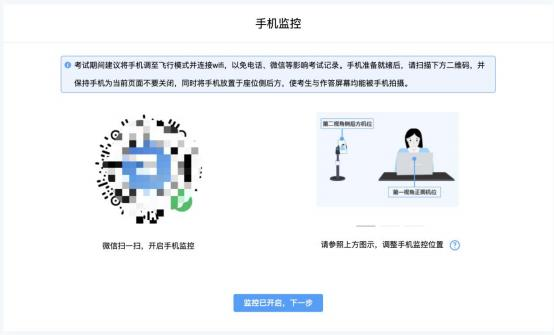 手机监控
考试期间建议将手机调至飞行模式并连接wifi，以免电话、微信等影响考试记录。手机准备就绪后，请扫描下方二维码，并
保持手机为当前页面不要关闭，同时将手机放置于座位侧后方，使考生与作答屏幕均能被手机拍摄。
第二视角侧后方机位
第一视角正面机位
微信扫一扫，开启手机监控
请参照上方图示，调整手机监控位置
监控已开启，下一步